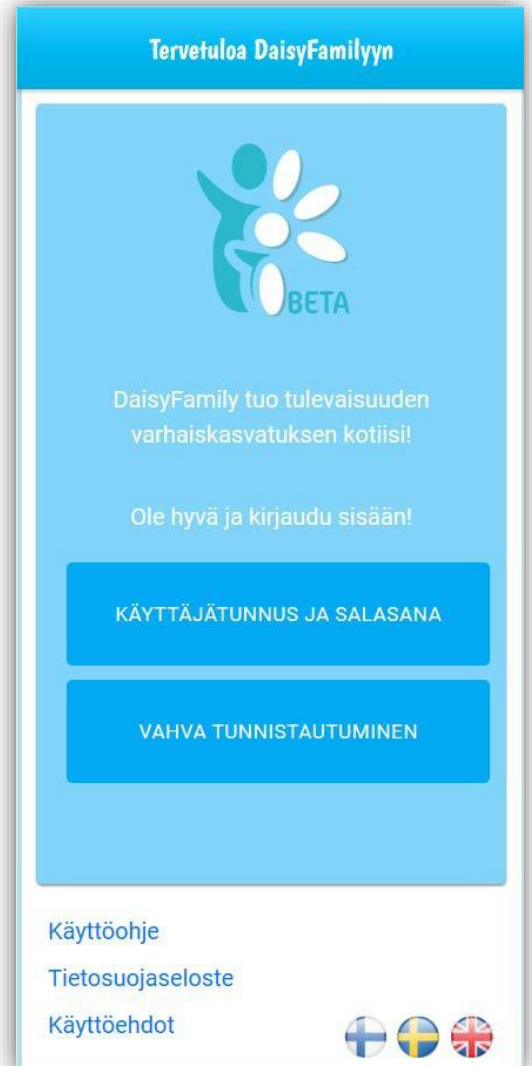 Tervetuloa DaisyFamilyyn
BETA
DaisyFamily tuo tulevaisuuden
varhaiskasvatuksen kotiisi!
Ole hyvä ja kirjaudu sisään!
KÄYTTÄJÄTUNNUS JA SALASANA
VAHVA TUNNISTAUTUMINEN
Käyttöohje
Tietosuojaseloste
Käyttöehdot